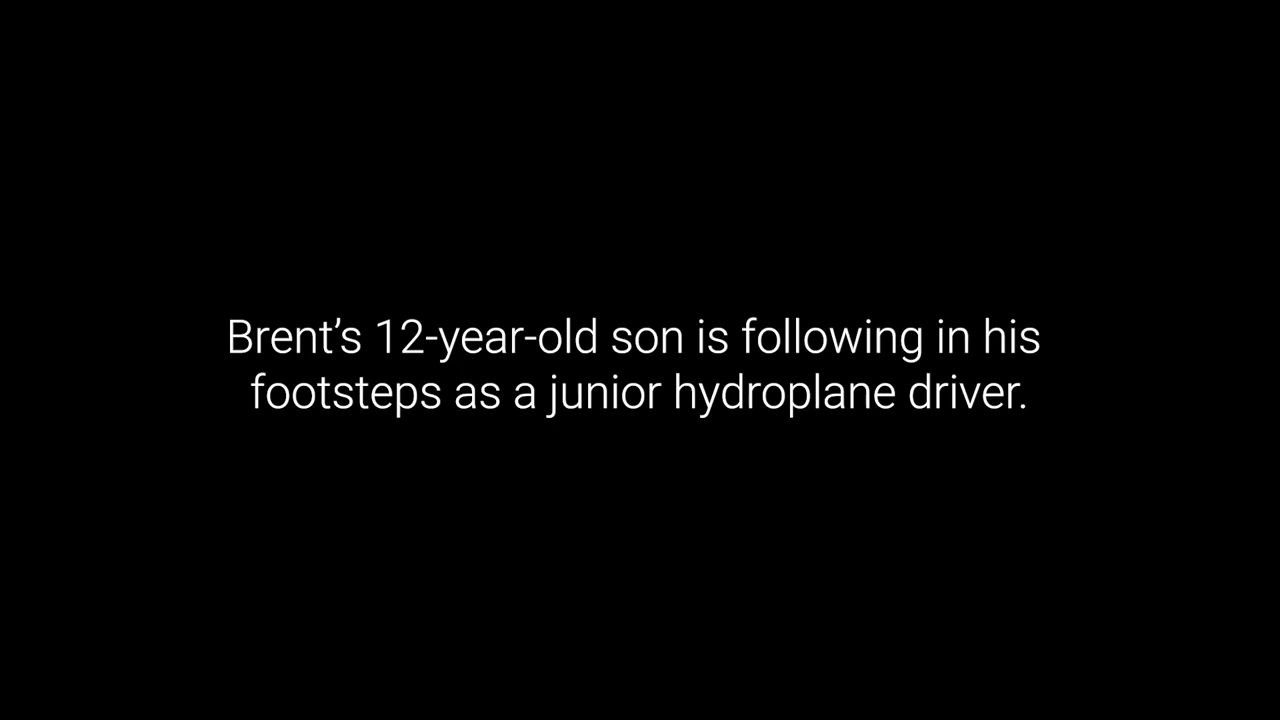 Brent’s 12-year-old son is following in his
footsteps as a junior hydroplane driver.